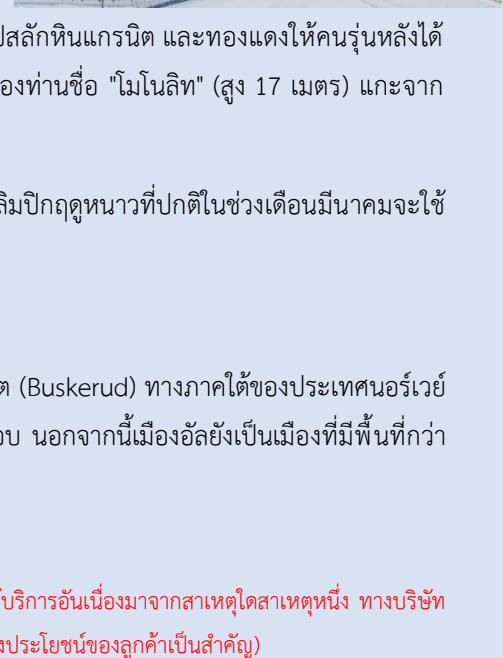 ปสลักหินแกรนิต และทองแดงให้คนรุ่นหลังได้
องท่านชื่อ "โมโนลิท" (สูง 17 เมตร) แกะจาก
ลิมปิกฤดูหนาวที่ปกติในช่วงเดือนมีนาคมจะใช้
ต (Buskerud) ทางภาคใต้ของประเทศนอร์เวย์
อบ นอกจากนี้เมืองอัลยังเป็นเมืองที่มีพื้นที่กว่า
บริการอันเนื่องมาจากสาเหตุใดสาเหตุหนึ่ง ทางบริษัท
งประโยชน์ของลูกค้าเป็นสำคัญ)